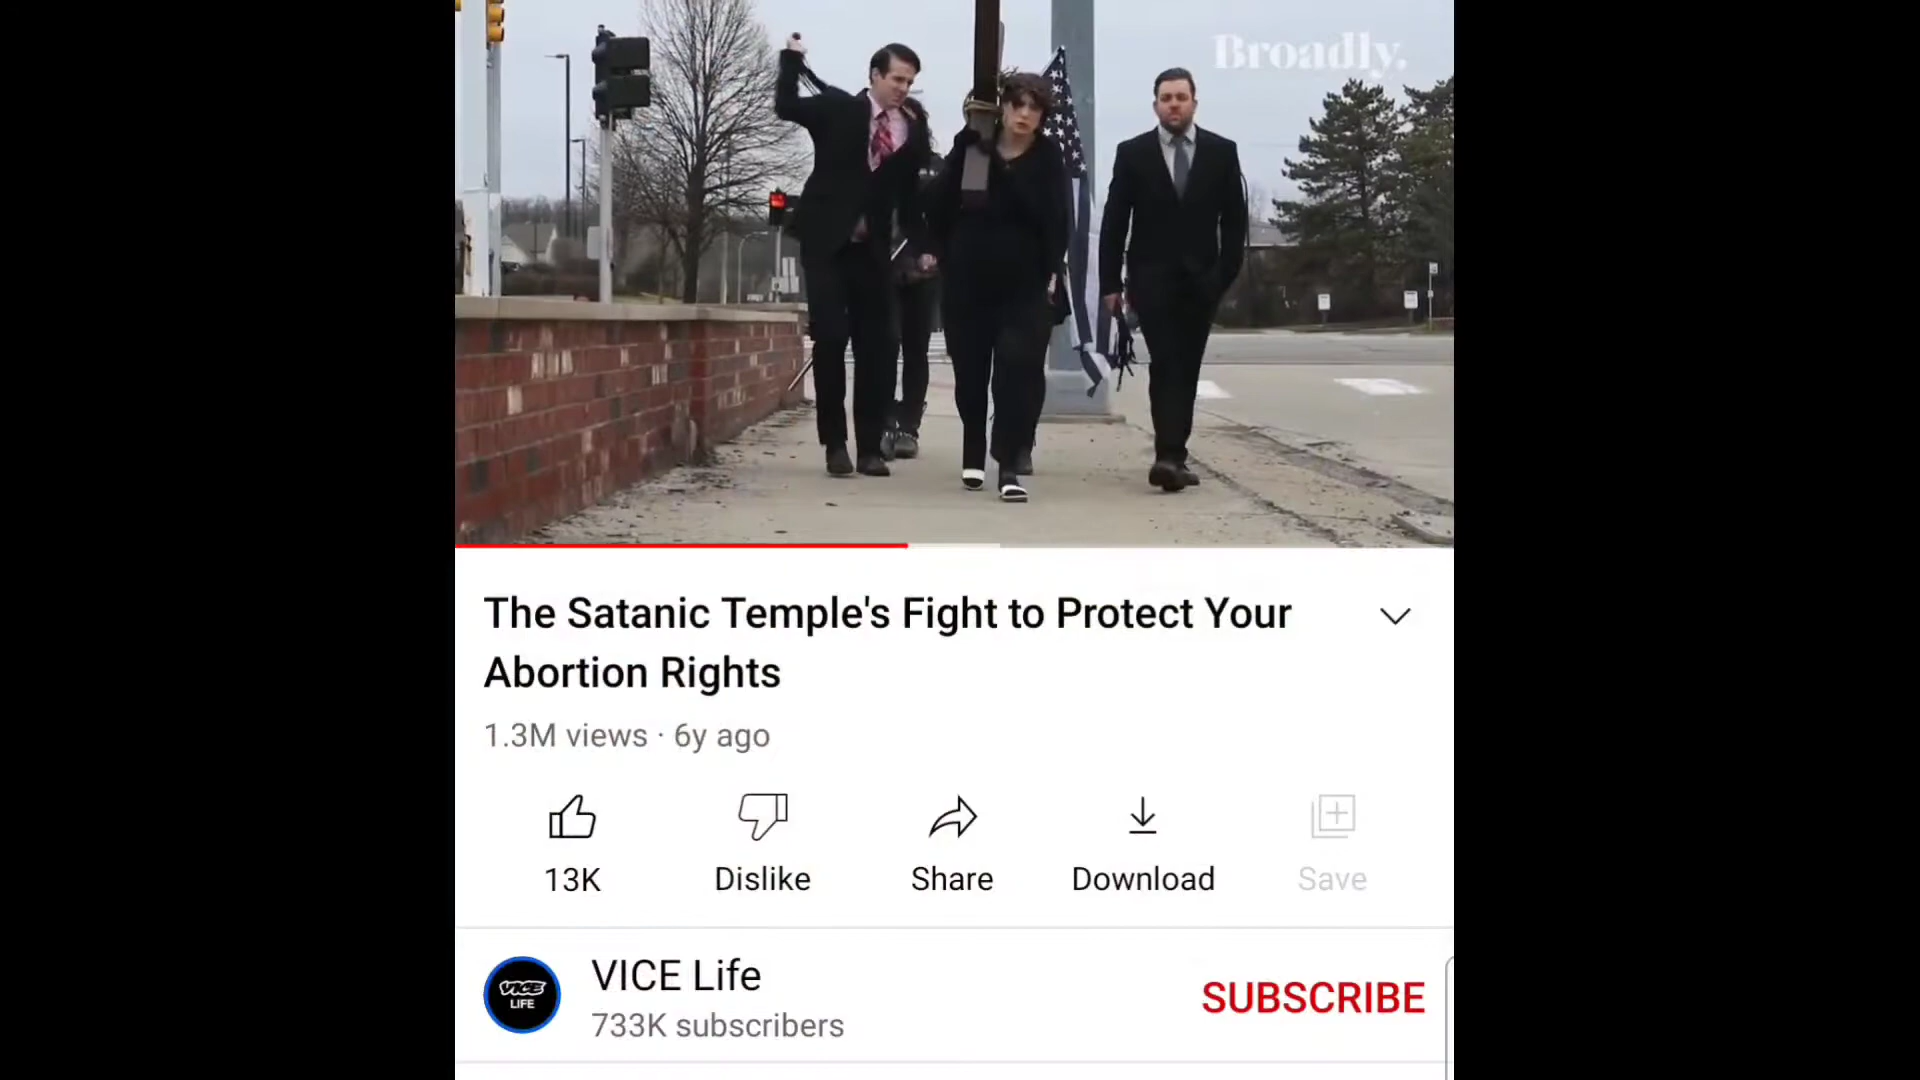 Broadly.
The Satanic Temple's Fight to Protect Your
Abortion Rights
1.3M views · 6y ago
13K
Dislike
Share
Download
Save
VICE
LIFE
VICE Life
733K subscribers
SUBSCRIBE